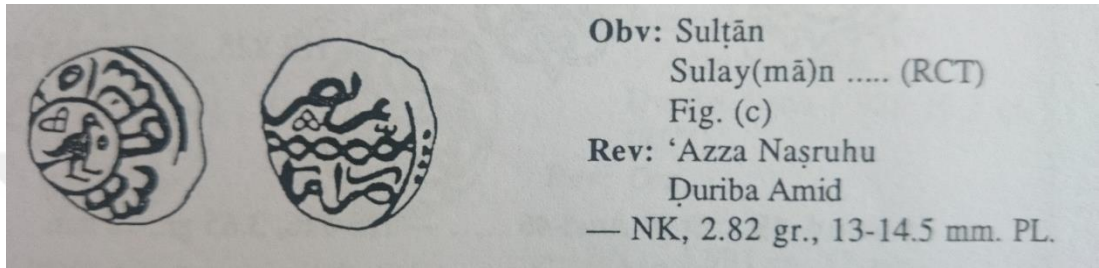 Obv: Sulṭān
Sulay(mā)n ..... (RCT)
Fig. (c)
Rev: ‘Azza Naṣruhu
Ḍuriba Amid
— NK, 2.82 gr., 13-14.5 mm. PL.